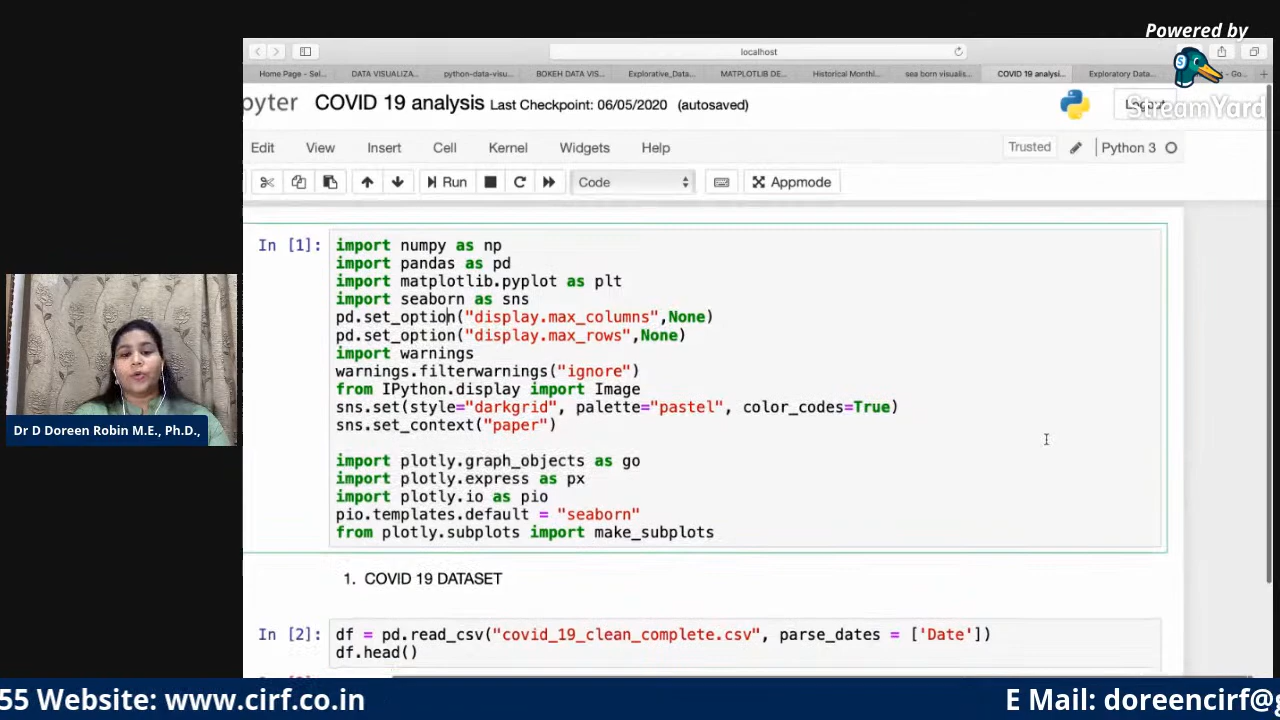 Powered by
StreamYard
localhost
Home Page - Sel...
DATA VISUALIZA...
python-data-visu...
BOKEH DATA VIS...
Explorative_Data...
MATPLOTLIB DE...
Historical Monthl...
sea born visualis...
COVID 19 analysi...
Exploratory Data...
- Go...
pyter COVID 19 analysis Last Checkpoint: 06/05/2020 (autosaved)
Logout
Edit View Insert Cell Kernel Widgets Help
Trusted
Python 3
Run
Code
Appmode
In [1]:
import numpy as np
import pandas as pd
import matplotlib.pyplot as plt
import seaborn as sns
pd.set_option("display.max_columns",None)
pd.set_option("display.max_rows",None)
import warnings
warnings.filterwarnings("ignore")
from IPython.display import Image
sns.set(style="darkgrid", palette="pastel", color_codes=True)
sns.set_context("paper")
import plotly.graph_objects as go
import plotly.express as px
import plotly.io as pio
pio.templates.default = "seaborn"
from plotly.subplots import make_subplots
1. COVID 19 DATASET
In [2]:
df = pd.read_csv("covid_19_clean_complete.csv", parse_dates = ['Date'])
df.head()
Dr D Doreen Robin M.E., Ph.D.,
55 Website: www.cirf.co.in
E Mail: doreencirf@g